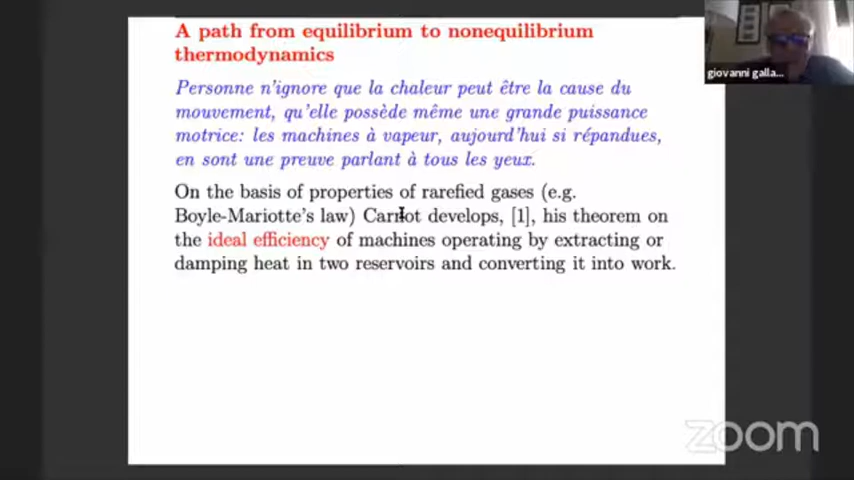 A path from equilibrium to nonequilibrium
thermodynamics
giovanni galla...
Personne n'ignore que la chaleur peut être la cause du
mouvement, qu'elle possède même une grande puissance
motrice: les machines à vapeur, aujourd'hui si répandues,
en sont une preuve parlant à tous les yeux.
On the basis of properties of rarefied gases (e.g.
Boyle-Mariotte's law) Carnot develops, [1], his theorem on
the ideal efficiency of machines operating by extracting or
damping heat in two reservoirs and converting it into work.
zoom